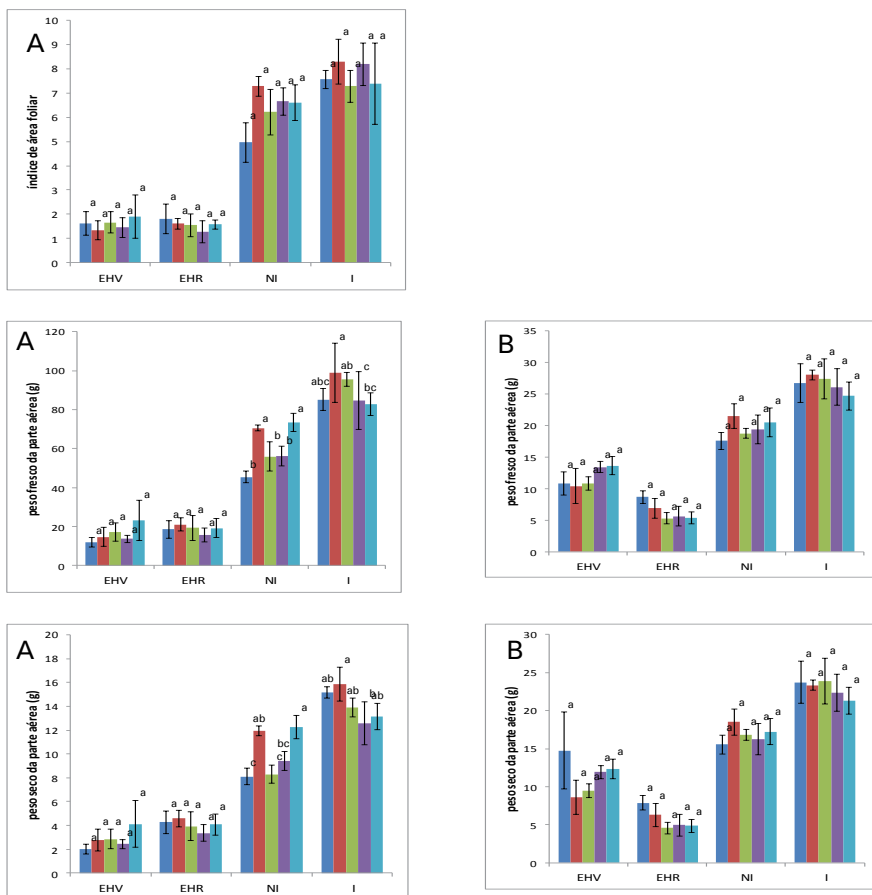 A
índice de área foliar
10
9
8
7
6
5
4
3
2
1
0
a a a a a
a a a a a
a a a a a
a a a a a
EHV EHR NI I
A
peso fresco da parte aérea (g)
120
100
80
60
40
20
0
a a a a a
a a a a
b a b b a
abc a ab c bc
EHV EHR NI I
B
peso fresco da parte aérea (g)
35
30
25
20
15
10
5
0
a a a a a
a a a a a
a a a a a
a a a a a
EHV EHR NI I
A
peso seco da parte aérea (g)
20
18
16
14
12
10
8
6
4
2
0
a a a a a
a a a a a
c ab c bc a
ab a ab b ab
EHV EHR NI I
B
peso seco da parte aérea (g)
30
25
20
15
10
5
0
a a a a a
a a a a a
a a a a a
a a a a a
EHV EHR NI I